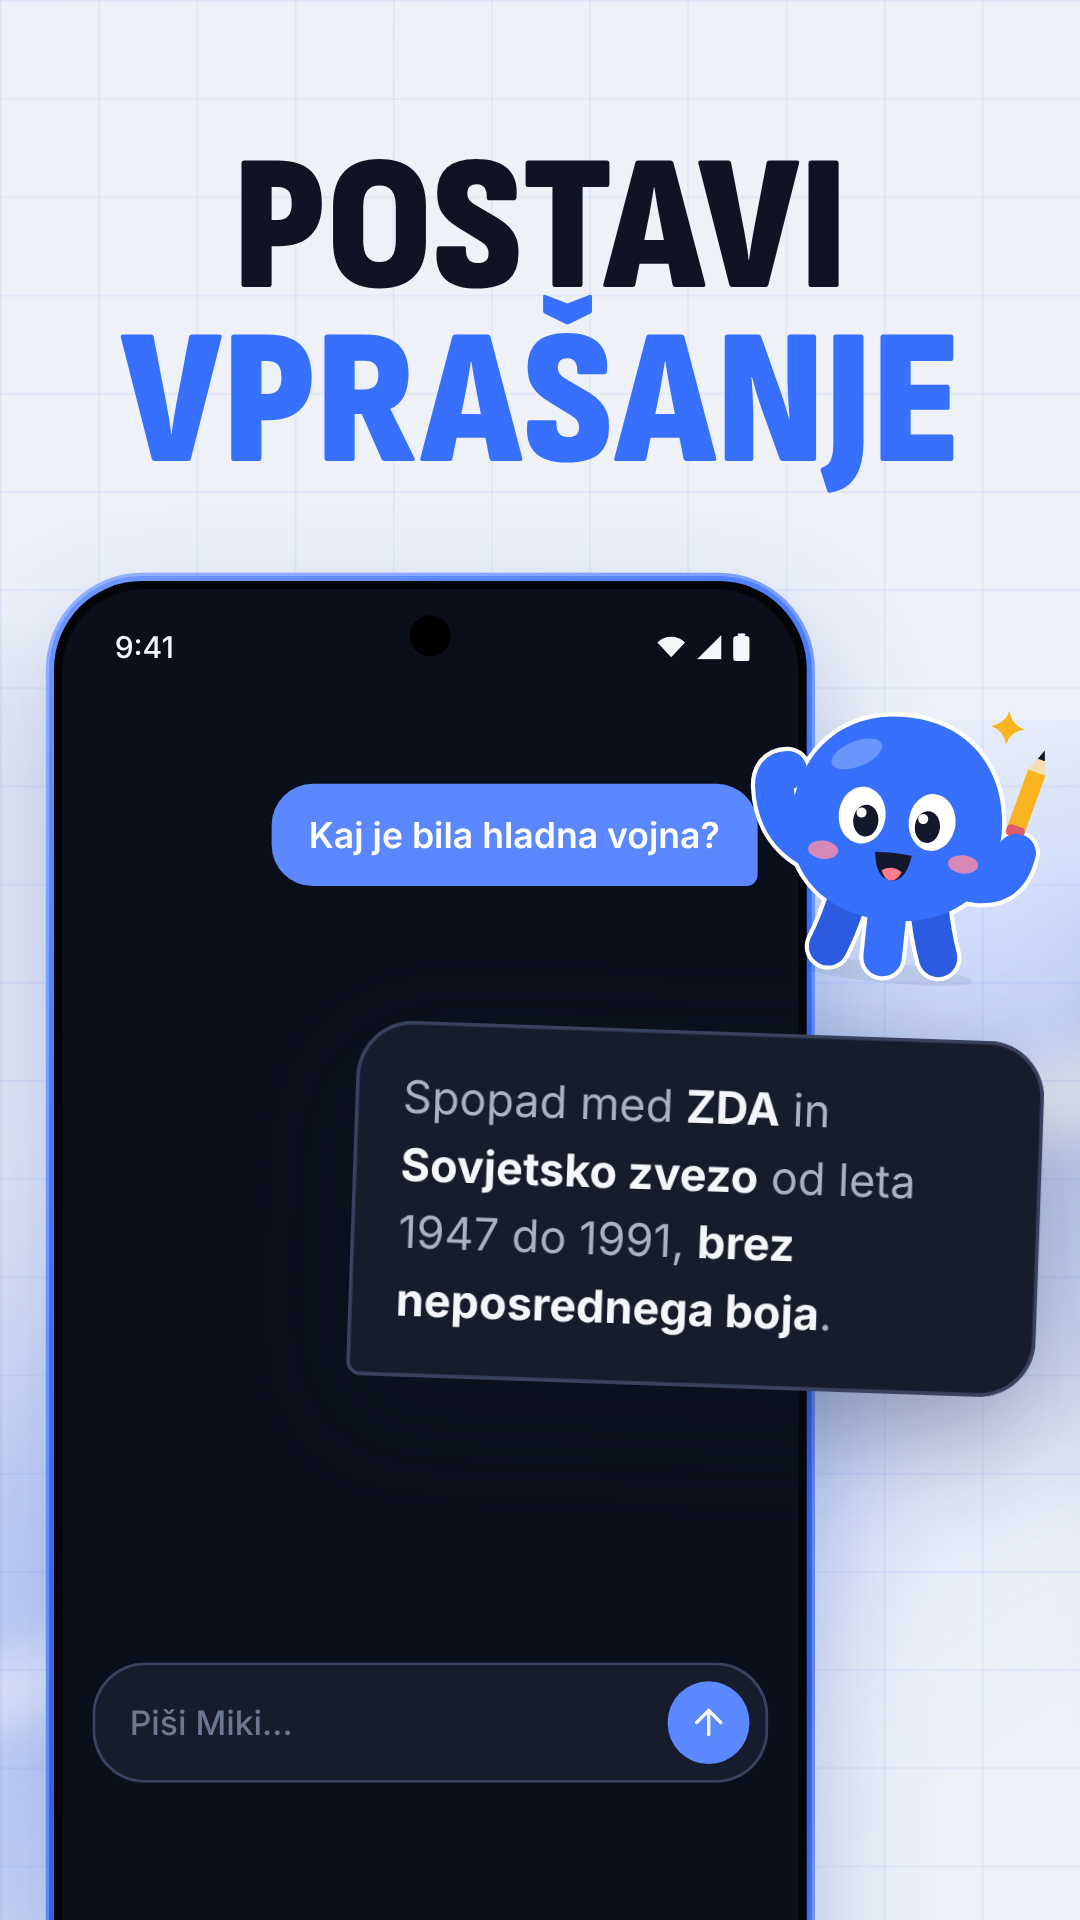 POSTAVI
VPRAŠANJE
9:41
Kaj je bila hladna vojna?
Spopad med ZDA in
Sovjetsko zvezo od leta
1947 do 1991, brez
neposrednega boja.
Piši Miki...